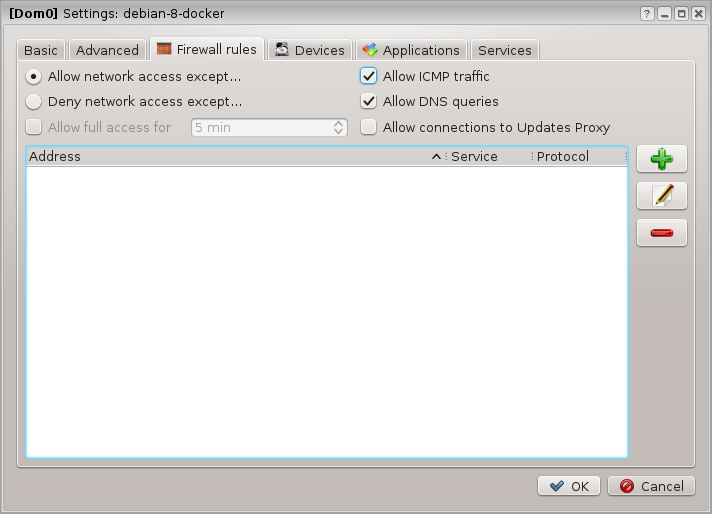 [Dom0] Settings: debian-8-docker
Basic Advanced Firewall rules Devices Applications Services
Allow network access except... Allow ICMP traffic
Deny network access except... Allow DNS queries
Allow full access for 5 min Allow connections to Updates Proxy
Address Service Protocol
OK Cancel